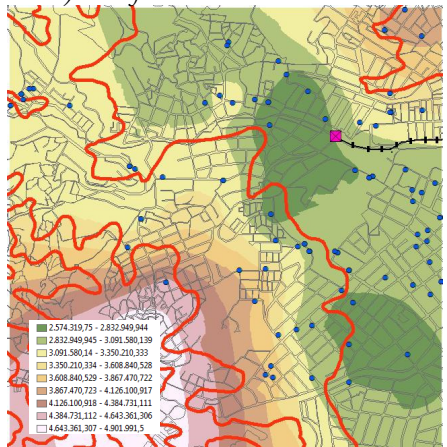 2.574.319,75 - 2.832.949,944
2.832.949,945 - 3.091.580,139
3.091.580,14 - 3.350.210,333
3.350.210,334 - 3.608.840,528
3.608.840,529 - 3.867.470,722
3.867.470,723 - 4.126.100,917
4.126.100,918 - 4.384.731,111
4.384.731,112 - 4.643.361,306
4.643.361,307 - 4.901.991,5